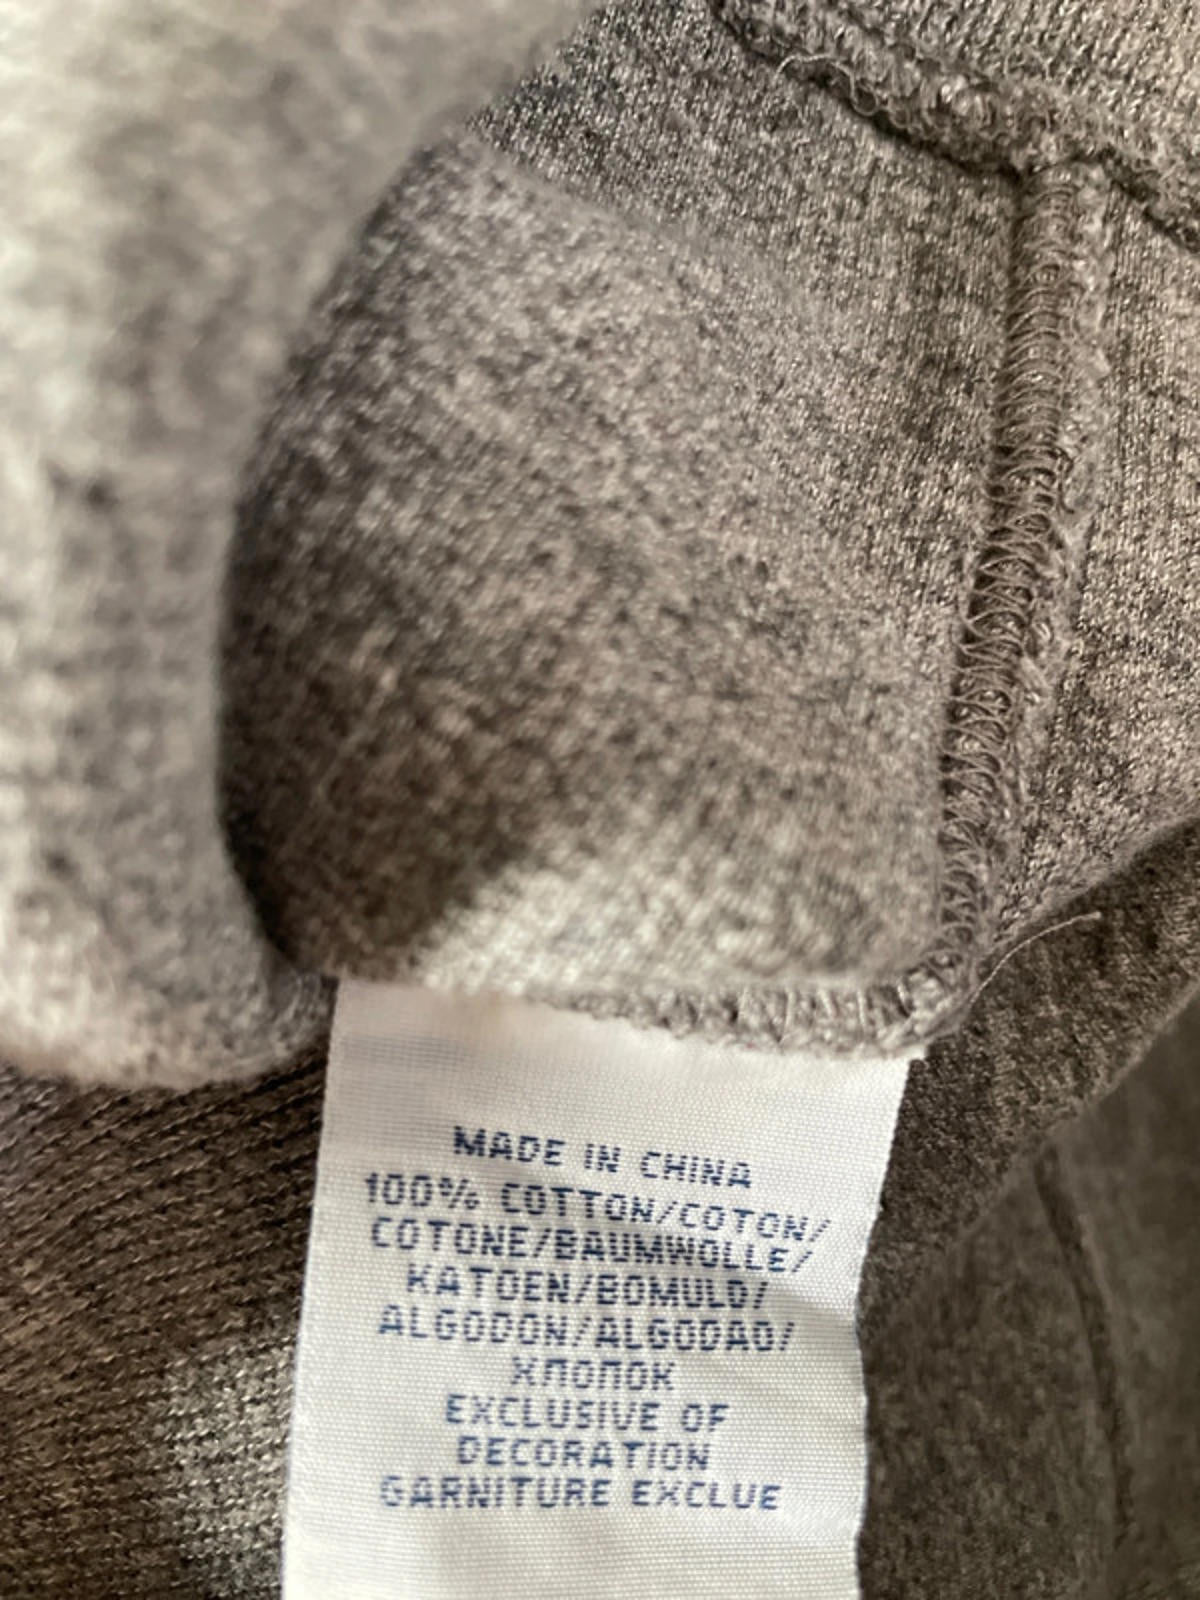 MADE IN CHINA
100% COTTON/COTON/
COTONE/BAUMWOLLE/
KATOEN/BOMULD/
ALGODON/ALGODAO/
ХЛОПОК
EXCLUSIVE OF
DECORATION
GARNITURE EXCLUE